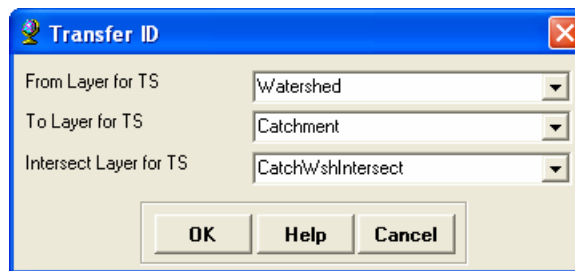 Transfer ID
From Layer for TS Watershed
To Layer for TS Catchment
Intersect Layer for TS CatchWshIntersect
OK Help Cancel